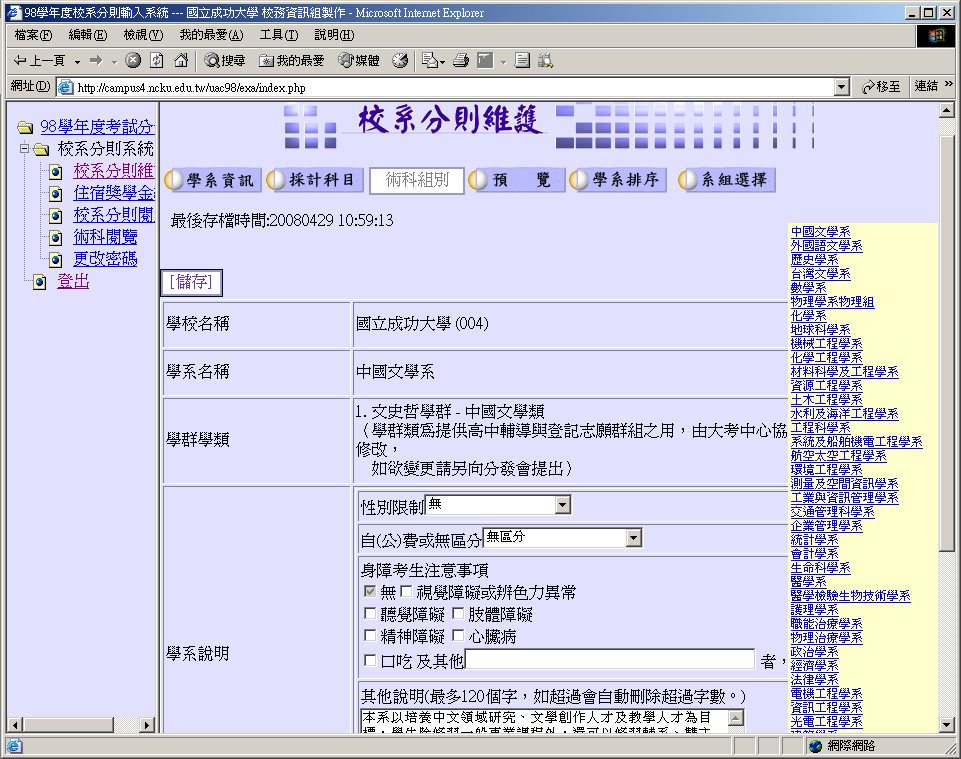 98學年度校系分則輸入系統 --- 國立成功大學 校務資訊組製作 - Microsoft Internet Explorer
檔案(F) 編輯(E) 檢視(V) 我的最愛(A) 工具(T) 說明(H)
上一頁 搜尋 我的最愛 媒體
網址(D) http://campus4.ncku.edu.tw/uac98/exa/index.php 移至 連結 »
98學年度考試分
校系分則系統
校系分則維
住宿獎學金
校系分則閱
術科閱覽
更改密碼
登出
校系分則維護
學系資訊 採計科目 術科組別 預 覽 學系排序 系組選擇
最後存檔時間:20080429 10:59:13
[儲存]
學校名稱 國立成功大學 (004)
學系名稱 中國文學系
學群學類
1. 文史哲學群 - 中國文學類
（學群類為提供高中輔導與登記志願群組之用，由大考中心協
修改，
如欲變更請另向分發會提出）
學系說明
性別限制 無
自(公)費或無區分 無區分
身障考生注意事項
無 視覺障礙或辨色力異常
聽覺障礙 肢體障礙
精神障礙 心臟病
口吃 及其他 者，
其他說明(最多120個字，如超過會自動刪除超過字數。)
本系以培養中文領域研究、文學創作人才及教學人才為目
標，學生除修習一般專業課程外，還可以修習輔系、雙主
中國文學系
外國語文學系
歷史學系
台灣文學系
數學系
物理學系物理組
化學系
地球科學系
機械工程學系
化學工程學系
材料科學及工程學系
資源工程學系
土木工程學系
水利及海洋工程學系
工程科學系
系統及船舶機電工程學系
航空太空工程學系
環境工程學系
測量及空間資訊學系
工業與資訊管理學系
交通管理科學系
企業管理學系
統計學系
會計學系
生命科學系
醫學系
醫學檢驗生物技術學系
護理學系
職能治療學系
物理治療學系
政治學系
經濟學系
法律學系
電機工程學系
資訊工程學系
光電工程學系
建築學系
網際網路